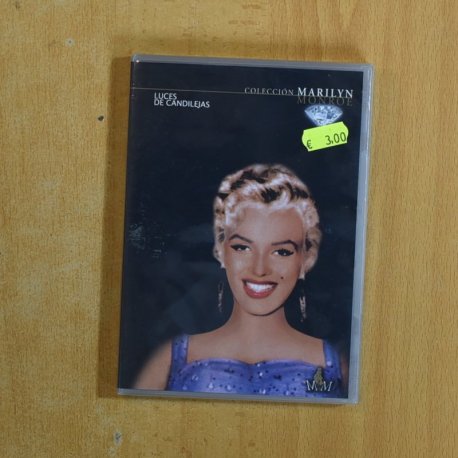 LUCES
DE CANDILEJAS
COLECCIÓN MARILYN
MONROE
€ 3.00
MM